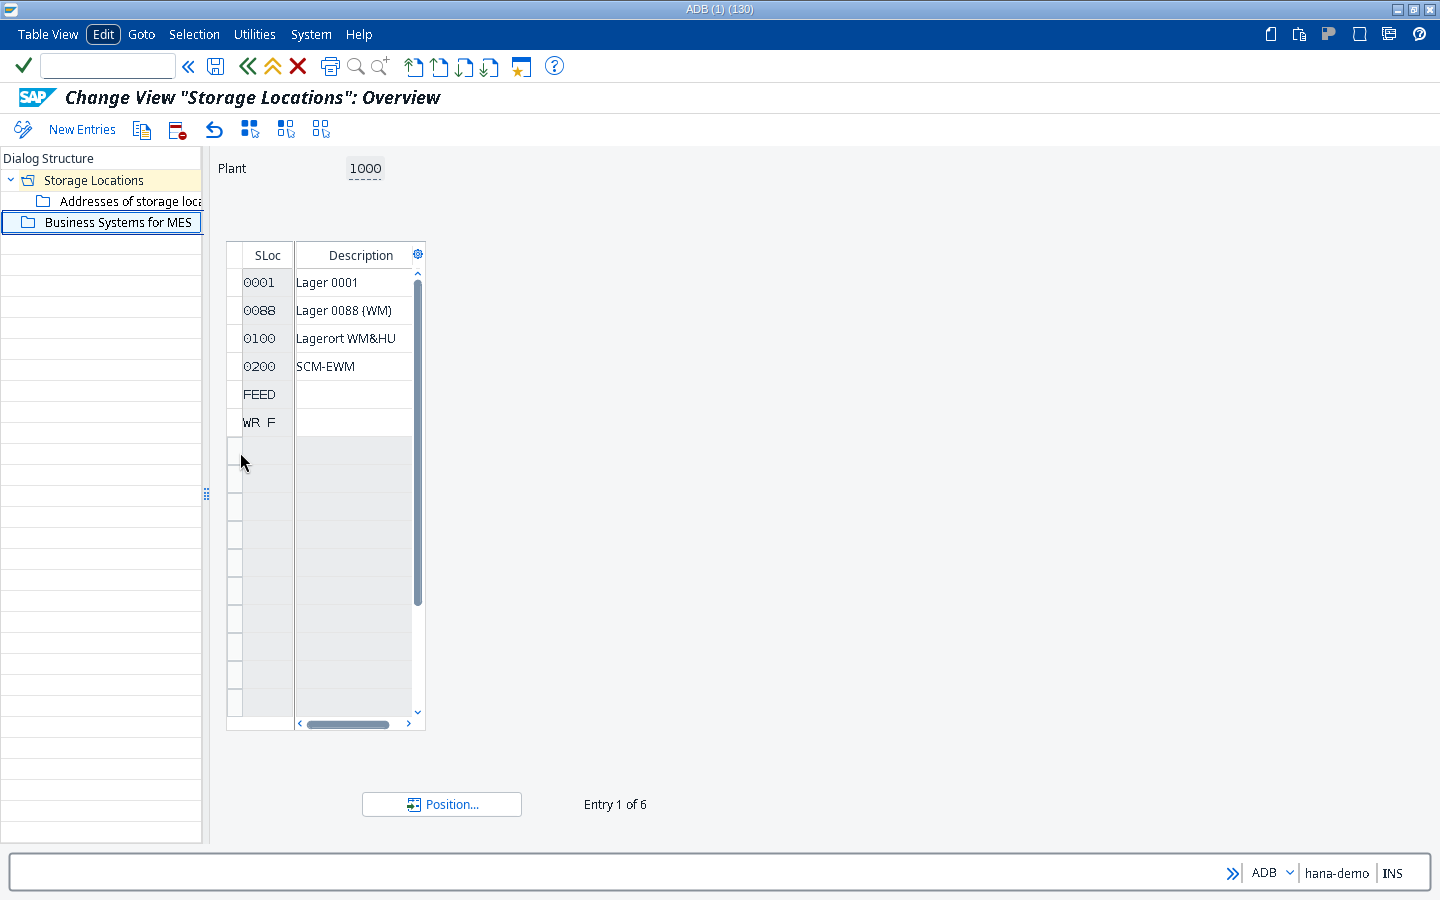 ADB (1) (130)
Table View Edit Goto Selection Utilities System Help
SAP Change View "Storage Locations": Overview
New Entries
Dialog Structure
Storage Locations
Addresses of storage loca
Business Systems for MES
Plant 1000
SLoc Description
0001 Lager 0001
0088 Lager 0088 (WM)
0100 Lagerort WM&HU
0200 SCM-EWM
FEED
WR F
Position... Entry 1 of 6
ADB hana-demo INS